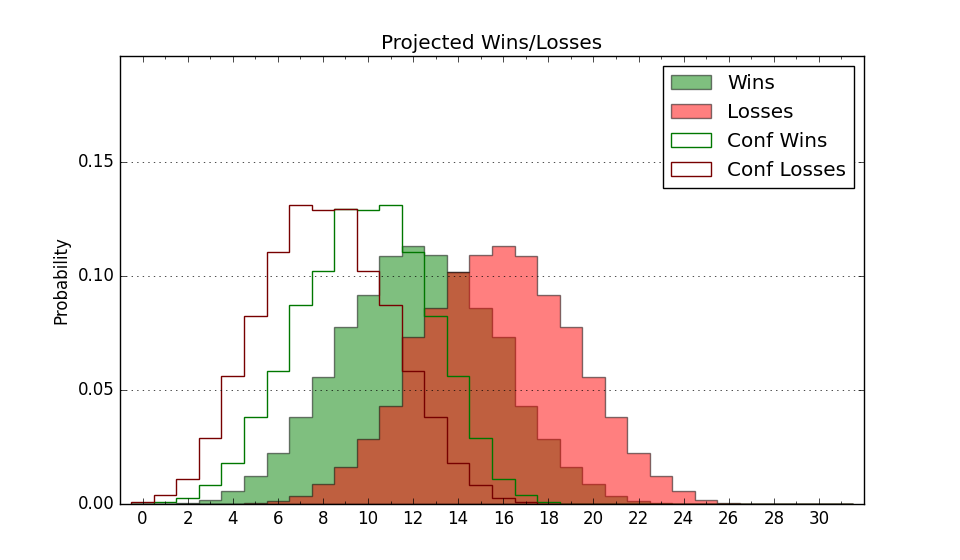 Projected Wins/Losses
Wins
Losses
Conf Wins
Conf Losses
Probability
0.15
0.10
0.05
0.00
0 2 4 6 8 10 12 14 16 18 20 22 24 26 28 30